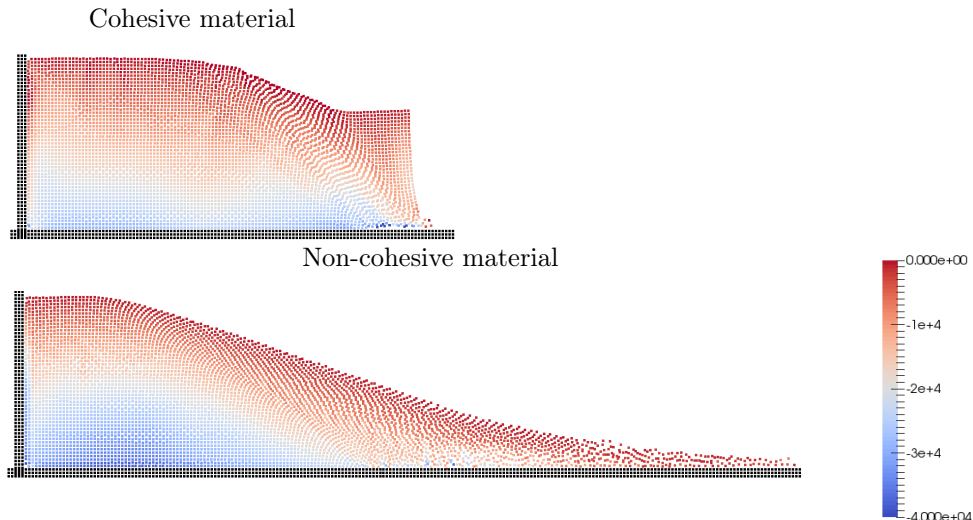 Cohesive material
Non-cohesive material
0.000e+00
-1e+4
-2e+4
-3e+4
-4.000e+04